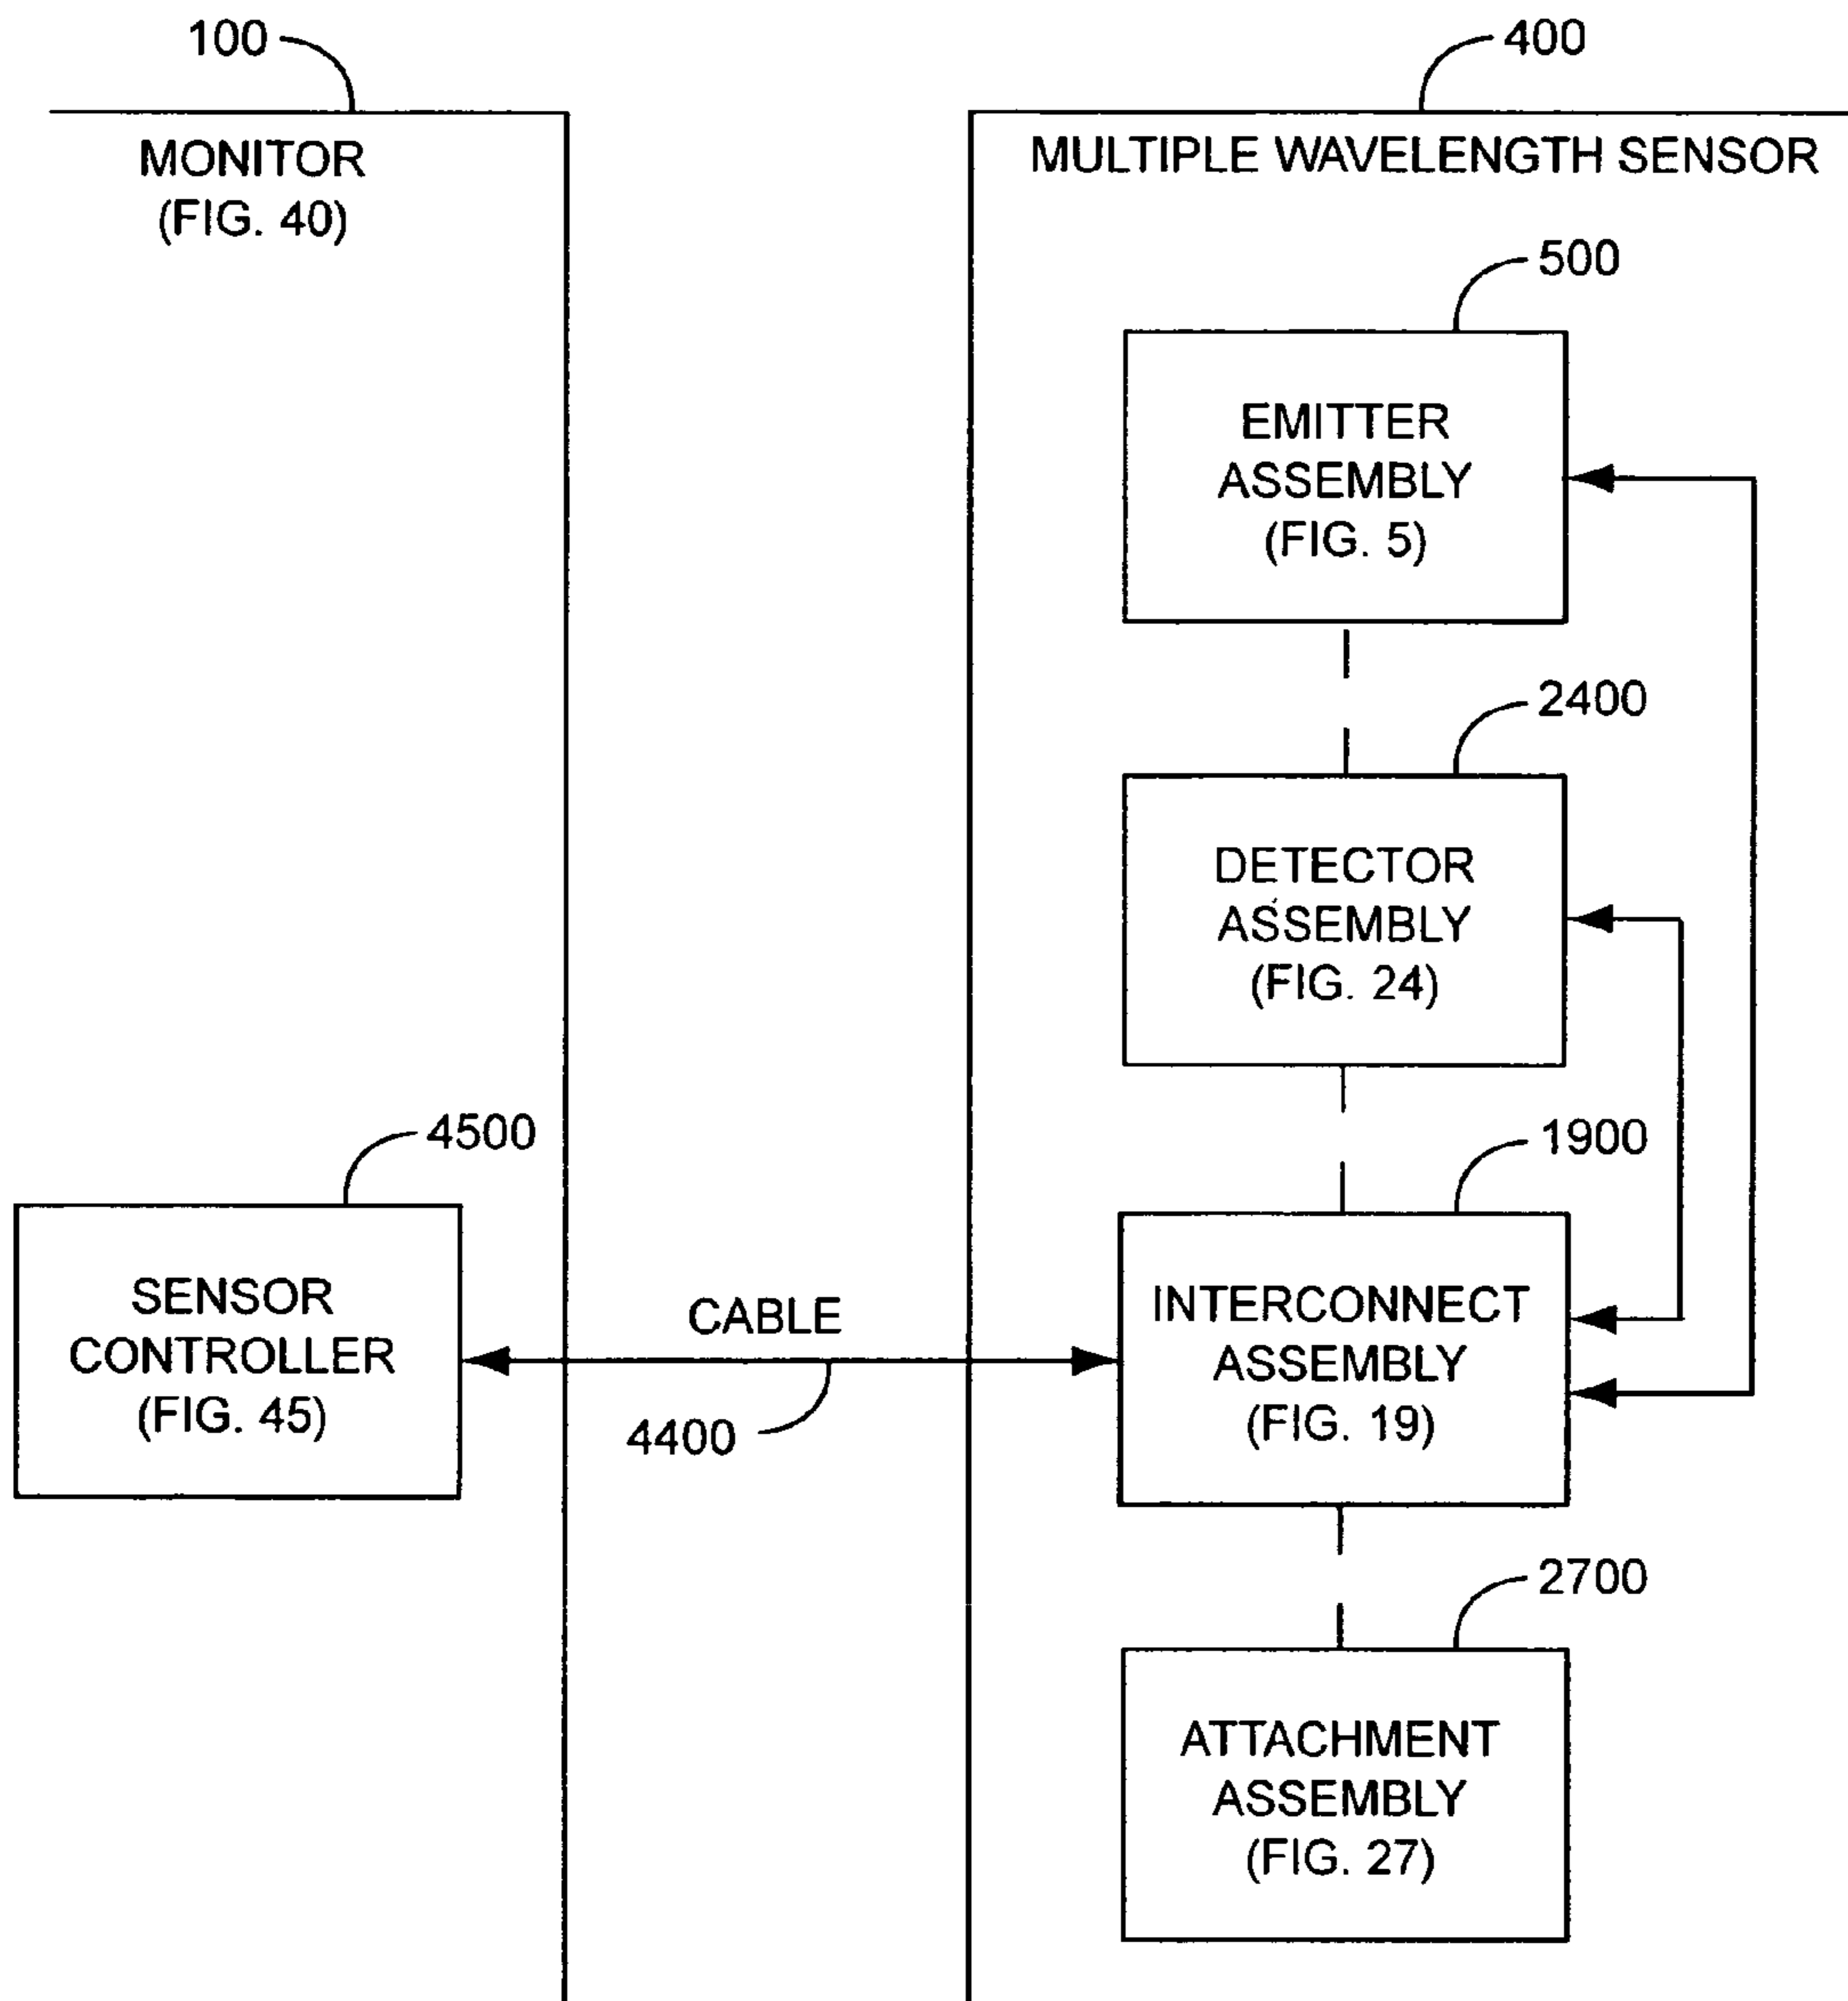 100
400
MONITOR
(FIG. 40)
MULTIPLE WAVELENGTH SENSOR
500
EMITTER
ASSEMBLY
(FIG. 5)
2400
DETECTOR
ASSEMBLY
(FIG. 24)
4500
1900
SENSOR
CONTROLLER
(FIG. 45)
CABLE
4400
INTERCONNECT
ASSEMBLY
(FIG. 19)
2700
ATTACHMENT
ASSEMBLY
(FIG. 27)